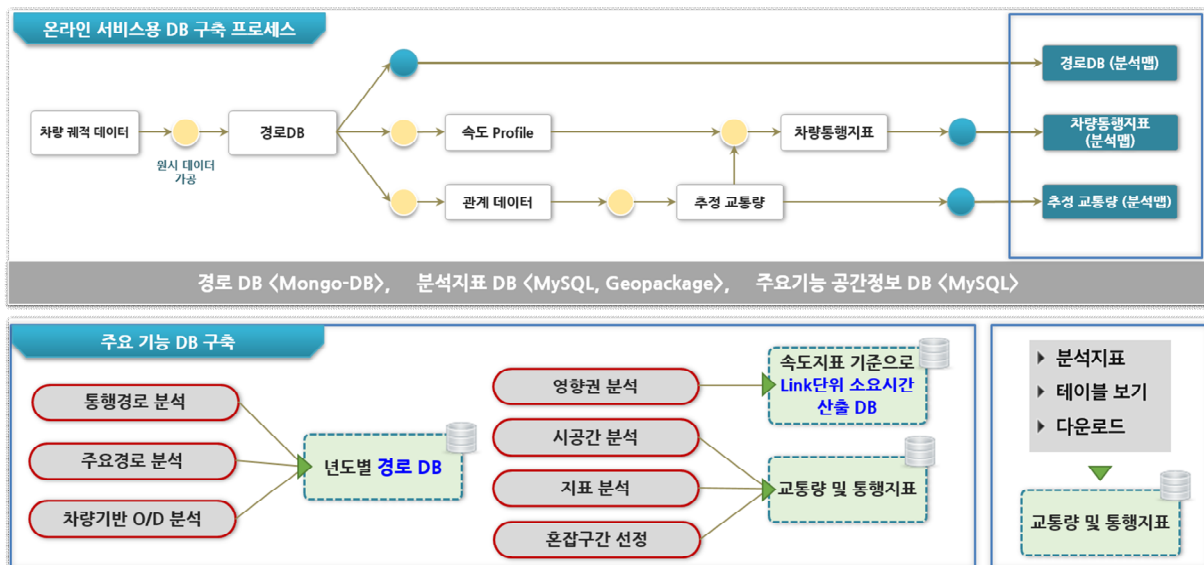 온라인 서비스용 DB 구축 프로세스
경로DB (분석맵)
차량 궤적 데이터
경로DB
속도 Profile
차량통행지표
차량통행지표
(분석맵)
원시 데이터
가공
관계 데이터
추정 교통량
추정 교통량 (분석맵)
경로 DB <Mongo-DB>, 분석지표 DB <MySQL, Geopackage>, 주요기능 공간정보 DB <MySQL>
주요 기능 DB 구축
통행경로 분석
주요경로 분석
차량기반 O/D 분석
년도별 경로 DB
영향권 분석
시공간 분석
지표 분석
혼잡구간 선정
속도지표 기준으로
Link단위 소요시간
산출 DB
교통량 및 통행지표
분석지표
테이블 보기
다운로드
교통량 및 통행지표